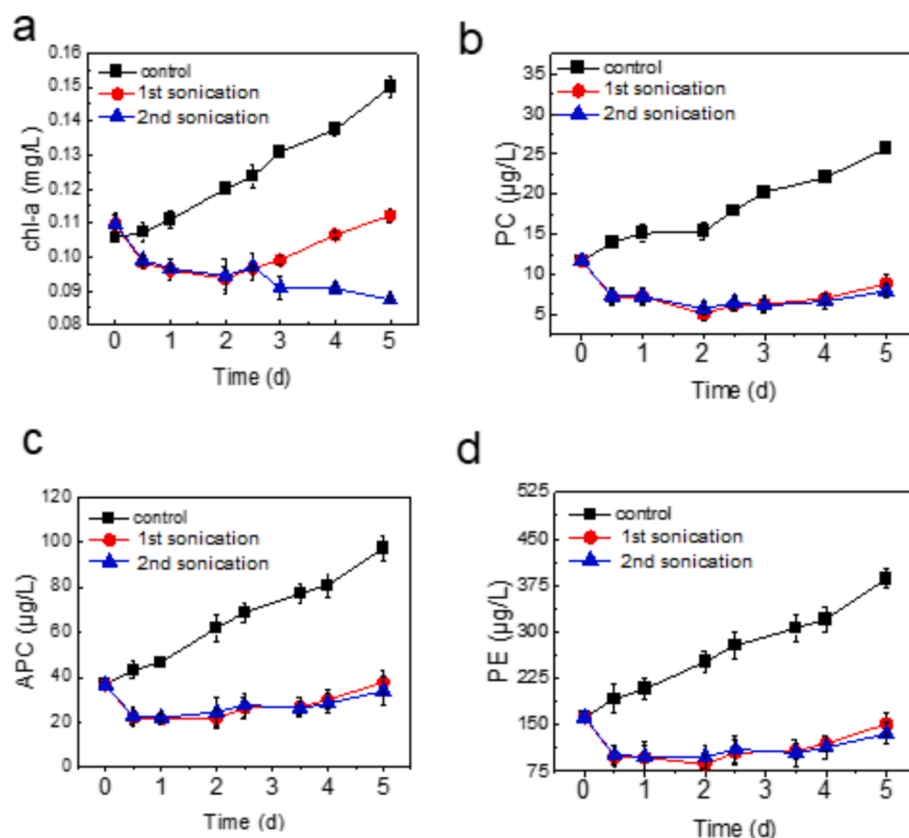 a
0.16
0.15
0.14
0.13
0.12
0.11
0.10
0.09
0.08
chl-a (mg/L)
control
1st sonication
2nd sonication
0 1 2 3 4 5
Time (d)
b
35
30
25
20
15
10
5
PC (µg/L)
control
1st sonication
2nd sonication
0 1 2 3 4 5
Time (d)
c
120
100
80
60
40
20
0
APC (µg/L)
control
1st sonication
2nd sonication
0 1 2 3 4 5
Time (d)
d
525
450
375
300
225
150
75
PE (µg/L)
control
1st sonication
2nd sonication
0 1 2 3 4 5
Time (d)